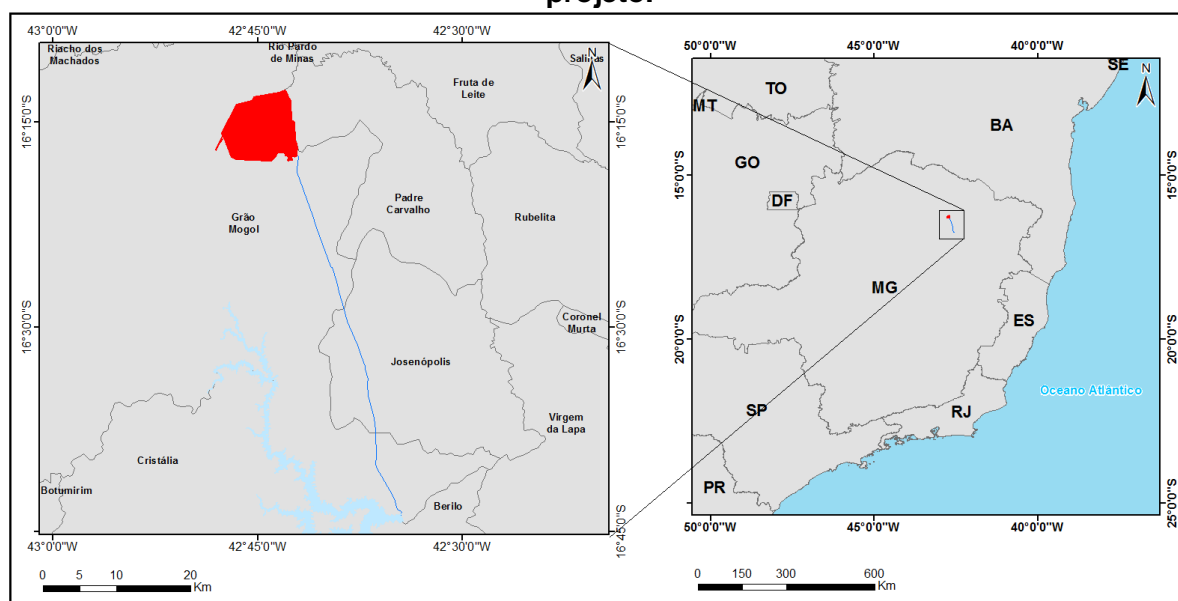 projeto.
43°0'0"W
42°45'0"W
42°30'0"W
Riacho dos
Machados
Rio Pardo
de Minas
Salinas
N
Fruta de
Leite
16°15'0"S
16°15'0"S
Padre
Carvalho
Grão
Mogol
Rubelita
16°30'0"S
16°30'0"S
Coronel
Murta
Josenópolis
Virgem
da Lapa
Cristália
Botumirim
Berilo
16°45'0"S
43°0'0"W
42°45'0"W
42°30'0"W
0 5 10 20
Km
50°0'0"W
45°0'0"W
40°0'0"W
SE
N
TO
MT
BA
GO
15°0'0"S
15°0'0"S
DF
MG
ES
20°0'0"S
20°0'0"S
Oceano Atlântico
SP
RJ
PR
25°0'0"S
50°0'0"W
45°0'0"W
40°0'0"W
0 150 300 600
Km